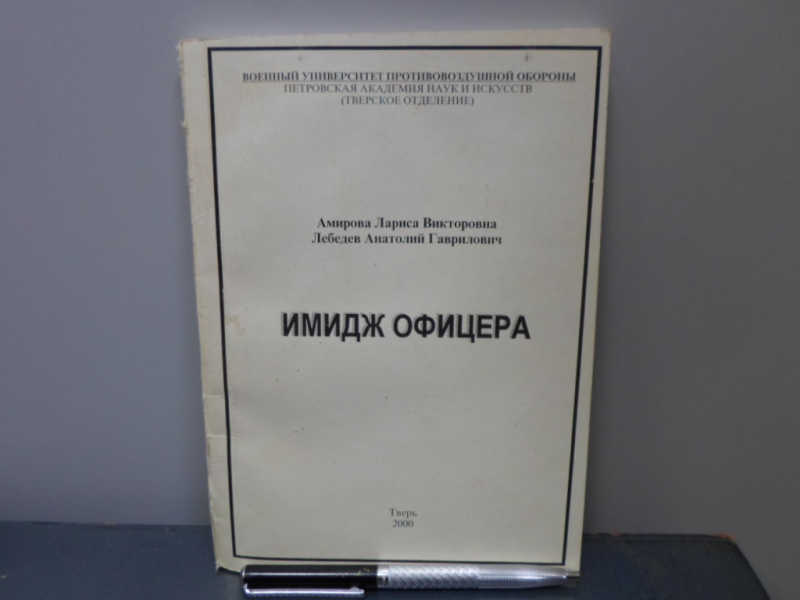 ВОЕННЫЙ УНИВЕРСИТЕТ ПРОТИВОВОЗДУШНОЙ ОБОРОНЫ
ПЕТРОВСКАЯ АКАДЕМИЯ НАУК И ИСКУССТВ
(ТВЕРСКОЕ ОТДЕЛЕНИЕ)
Амирова Лариса Викторовна
Лебедев Анатолий Гаврилович
ИМИДЖ ОФИЦЕРА
Тверь
2000